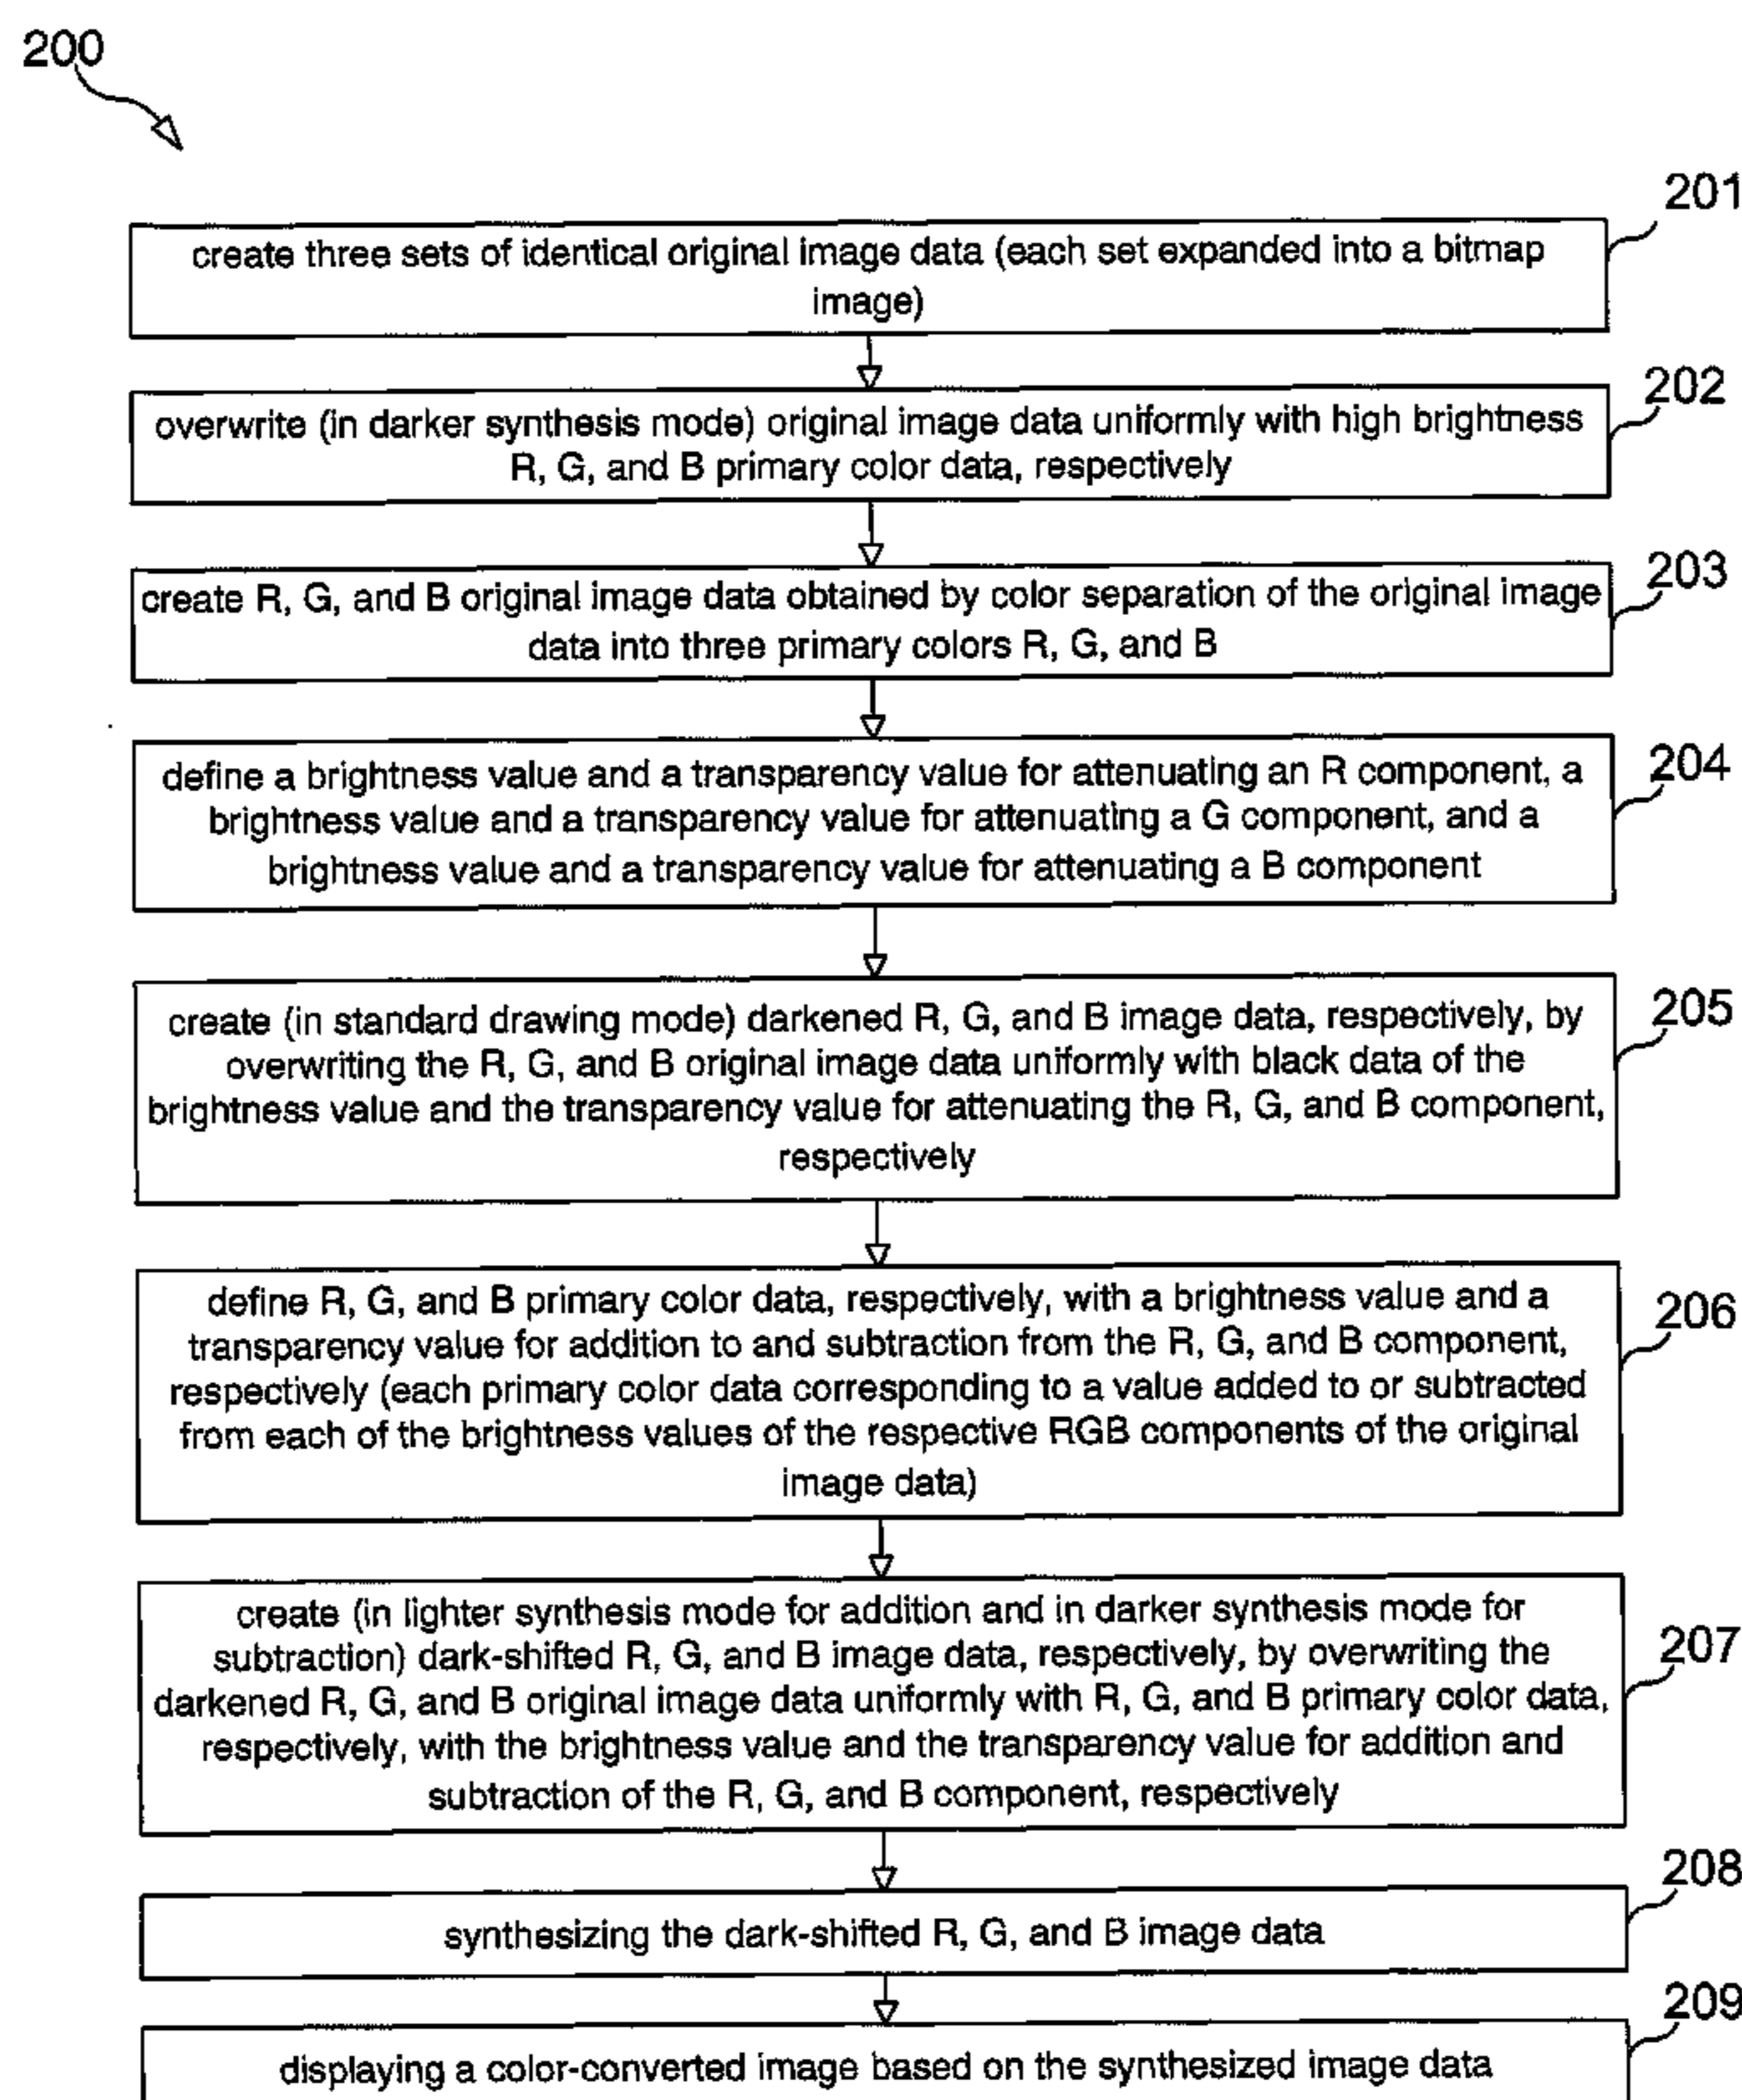 200
201
create three sets of identical original image data (each set expanded into a bitmap
image)
202
overwrite (in darker synthesis mode) original image data uniformly with high brightness
R, G, and B primary color data, respectively
203
create R, G, and B original image data obtained by color separation of the original image
data into three primary colors R, G, and B
204
define a brightness value and a transparency value for attenuating an R component, a
brightness value and a transparency value for attenuating a G component, and a
brightness value and a transparency value for attenuating a B component
205
create (in standard drawing mode) darkened R, G, and B image data, respectively, by
overwriting the R, G, and B original image data uniformly with black data of the
brightness value and the transparency value for attenuating the R, G, and B component,
respectively
206
define R, G, and B primary color data, respectively, with a brightness value and a
transparency value for addition to and subtraction from the R, G, and B component,
respectively (each primary color data corresponding to a value added to or subtracted
from each of the brightness values of the respective RGB components of the original
image data)
207
create (in lighter synthesis mode for addition and in darker synthesis mode for
subtraction) dark-shifted R, G, and B image data, respectively, by overwriting the
darkened R, G, and B original image data uniformly with R, G, and B primary color data,
respectively, with the brightness value and the transparency value for addition and
subtraction of the R, G, and B component, respectively
208
synthesizing the dark-shifted R, G, and B image data
209
displaying a color-converted image based on the synthesized image data